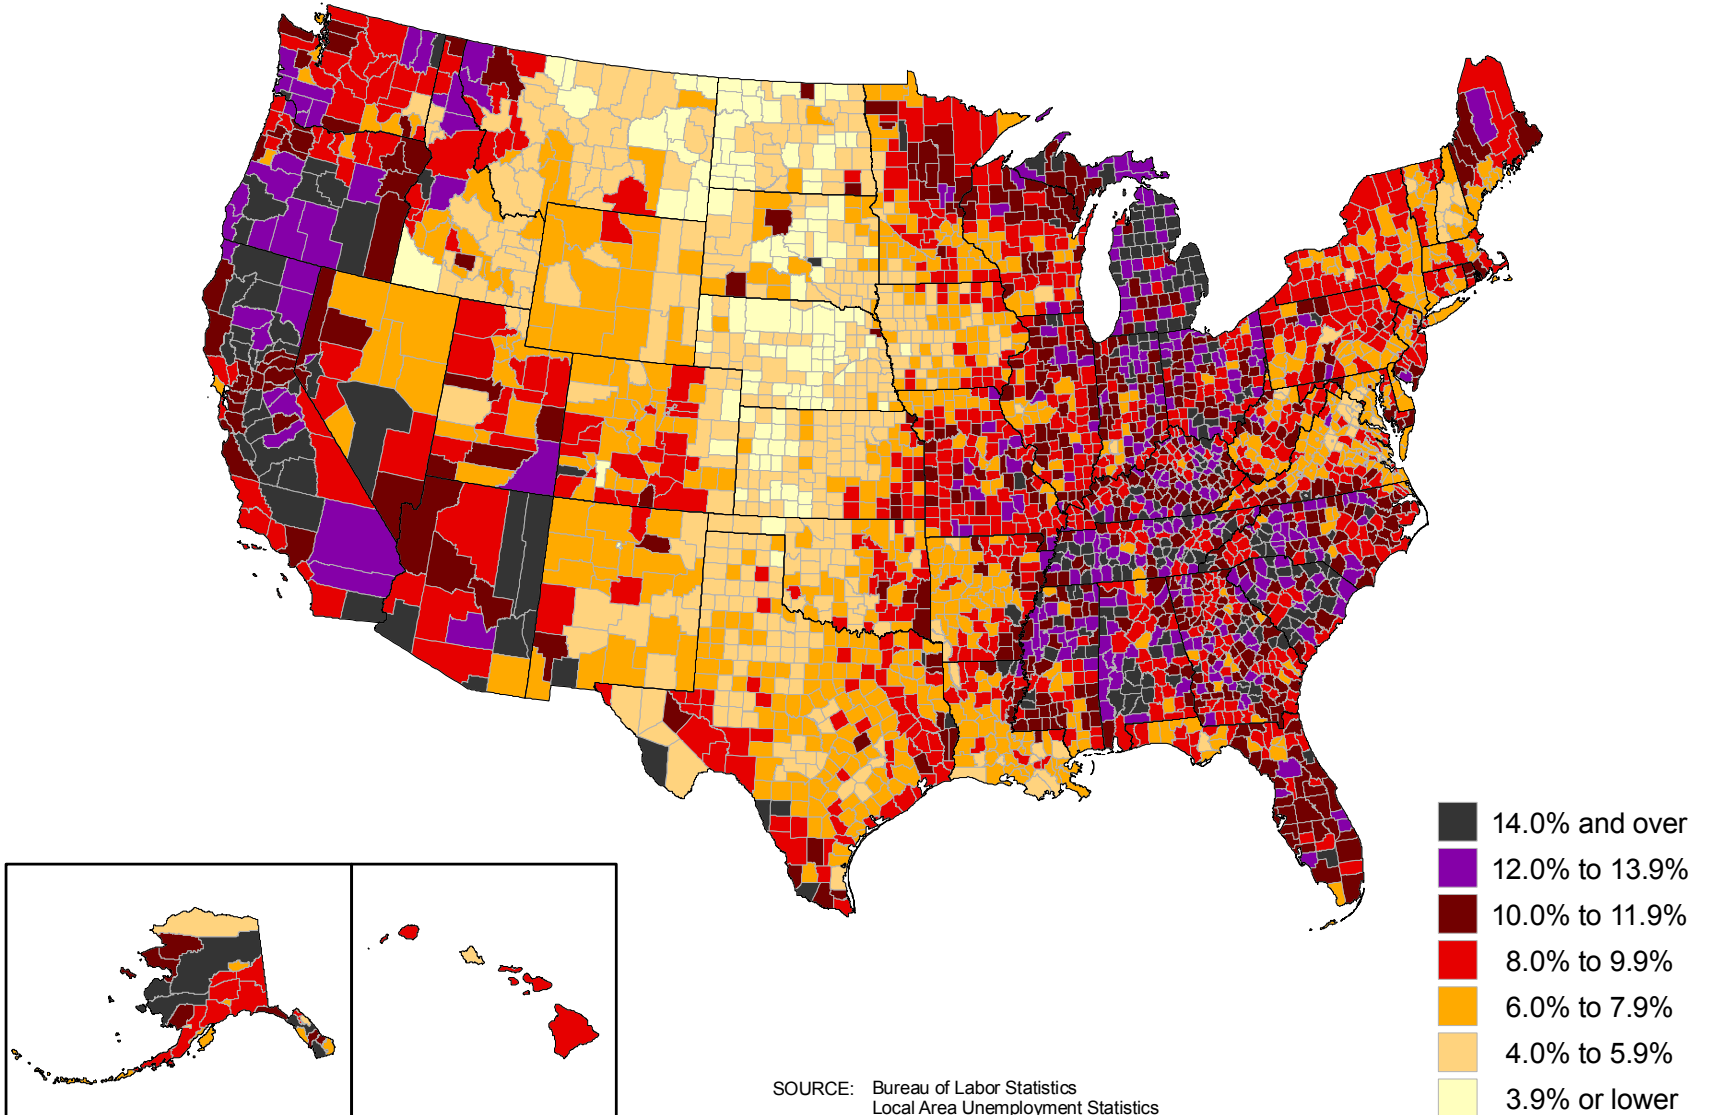 14.0% and over
12.0% to 13.9%
10.0% to 11.9%
8.0% to 9.9%
6.0% to 7.9%
4.0% to 5.9%
3.9% or lower
SOURCE: Bureau of Labor Statistics
Local Area Unemployment Statistics